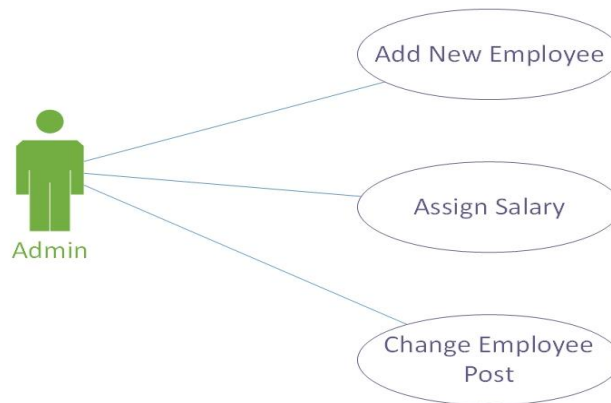 Add New Employee
Assign Salary
Admin
Change Employee
Post